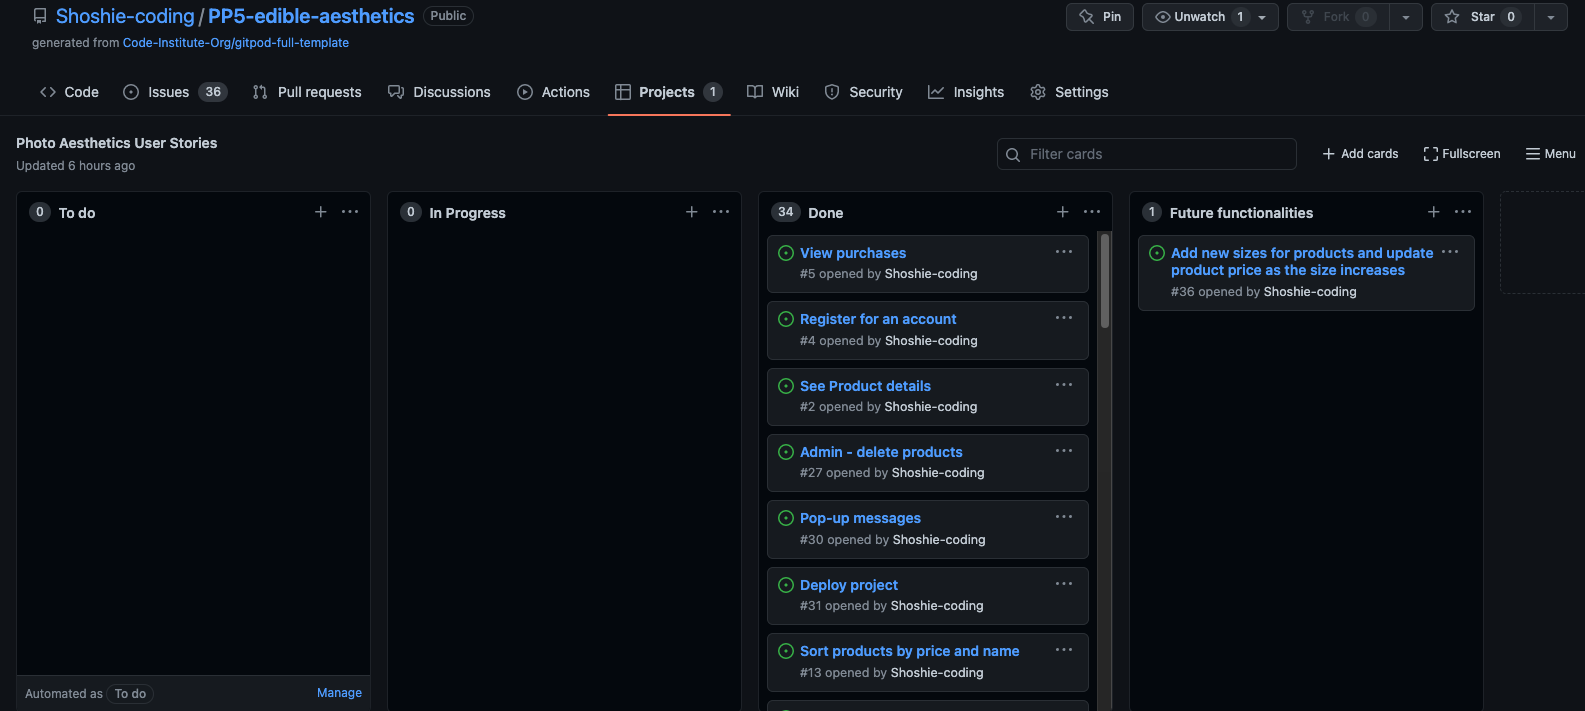 Shoshie-coding / PP5-edible-aesthetics Public
Pin
Unwatch 1
Fork 0
Star 0
generated from Code-Institute-Org/gitpod-full-template
Code
Issues 36
Pull requests
Discussions
Actions
Projects 1
Wiki
Security
Insights
Settings
Photo Aesthetics User Stories
Updated 6 hours ago
Filter cards
+ Add cards
Fullscreen
Menu
0 To do
Automated as To do
Manage
0 In Progress
34 Done
View purchases
#5 opened by Shoshie-coding
Register for an account
#4 opened by Shoshie-coding
See Product details
#2 opened by Shoshie-coding
Admin - delete products
#27 opened by Shoshie-coding
Pop-up messages
#30 opened by Shoshie-coding
Deploy project
#31 opened by Shoshie-coding
Sort products by price and name
#13 opened by Shoshie-coding
1 Future functionalities
Add new sizes for products and update
product price as the size increases
#36 opened by Shoshie-coding